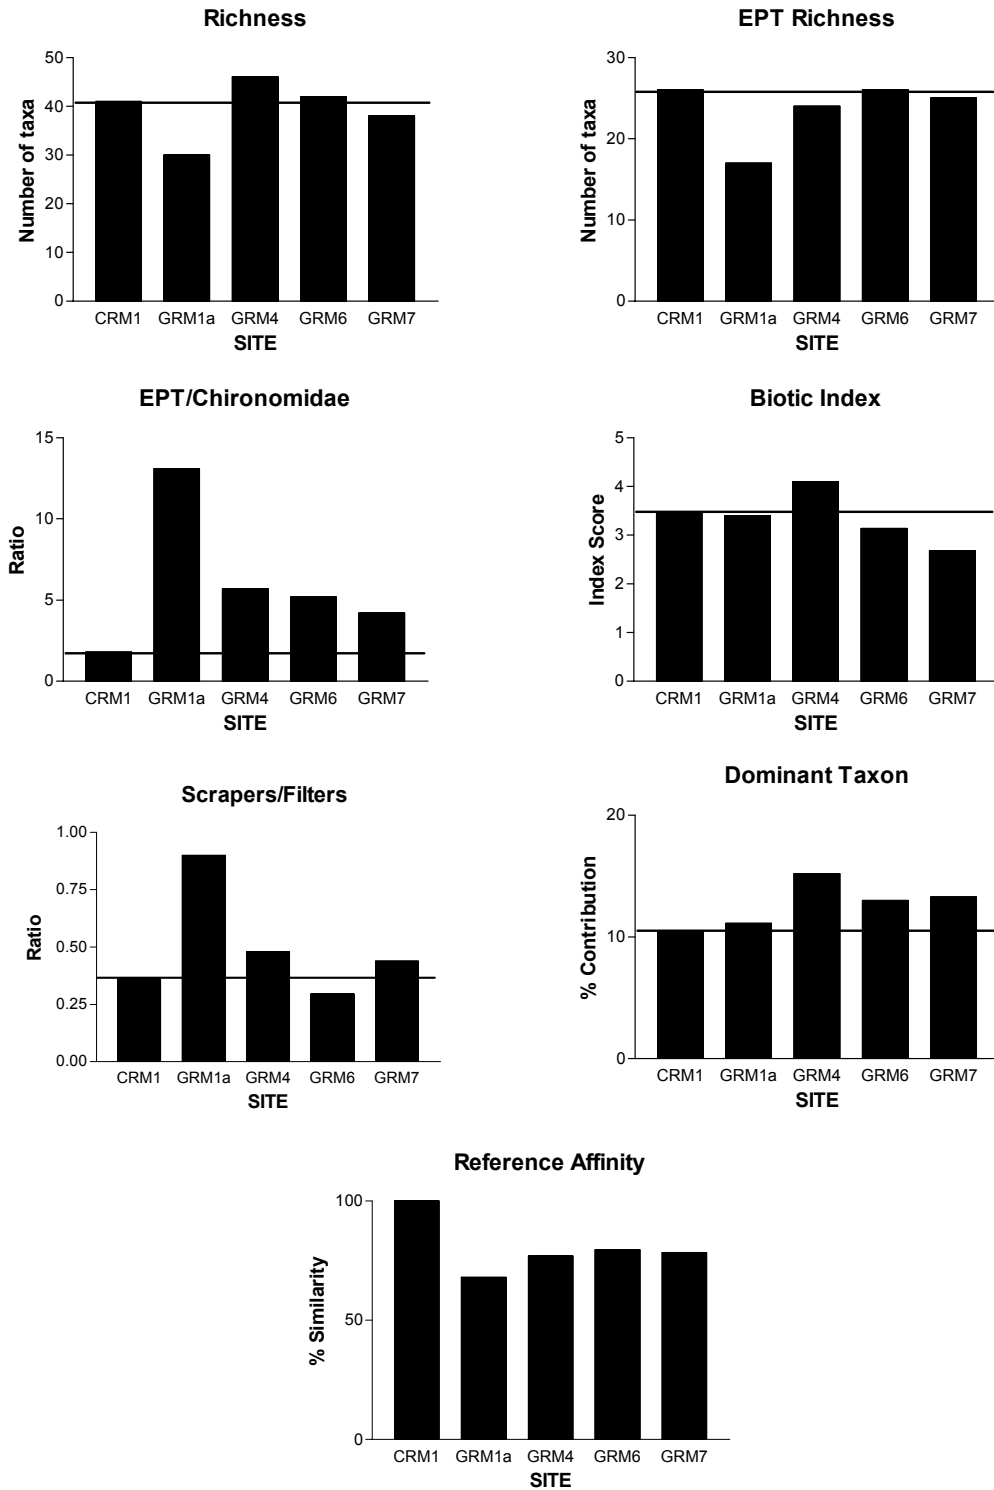 Richness
50
40
30
20
10
0
Number of taxa
CRM1 GRM1a GRM4 GRM6 GRM7
SITE
EPT Richness
30
20
10
0
Number of taxa
CRM1 GRM1a GRM4 GRM6 GRM7
SITE
EPT/Chironomidae
15
10
5
0
Ratio
CRM1 GRM1a GRM4 GRM6 GRM7
SITE
Biotic Index
5
4
3
2
1
0
Index Score
CRM1 GRM1a GRM4 GRM6 GRM7
SITE
Scrapers/Filters
1.00
0.75
0.50
0.25
0.00
Ratio
CRM1 GRM1a GRM4 GRM6 GRM7
SITE
Dominant Taxon
20
10
0
% Contribution
CRM1 GRM1a GRM4 GRM6 GRM7
SITE
Reference Affinity
100
50
0
% Similarity
CRM1 GRM1a GRM4 GRM6 GRM7
SITE